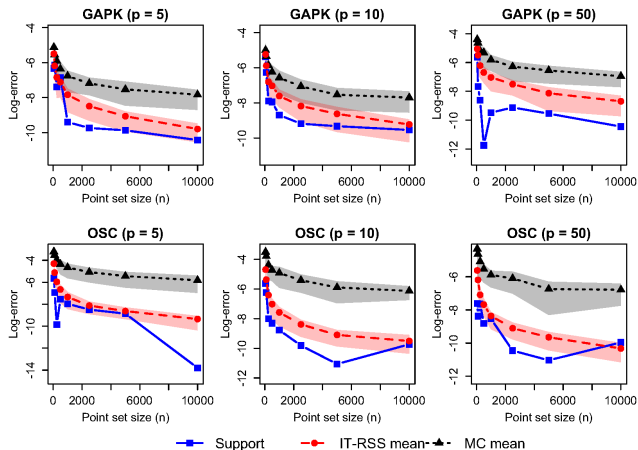 GAPK (p = 5)
GAPK (p = 10)
GAPK (p = 50)
Log-error
-4
-6
-8
-10
0 2000 6000 10000
Point set size (n)
Log-error
-4
-6
-8
-10
-12
0 2000 6000 10000
Point set size (n)
Log-error
-4
-6
-8
-10
-12
0 2000 6000 10000
Point set size (n)
OSC (p = 5)
OSC (p = 10)
OSC (p = 50)
Log-error
-4
-6
-10
-14
0 2000 6000 10000
Point set size (n)
Log-error
-4
-6
-8
-10
-12
0 2000 6000 10000
Point set size (n)
Log-error
-6
-8
-10
-12
0 2000 6000 10000
Point set size (n)
Support IT-RSS mean MC mean